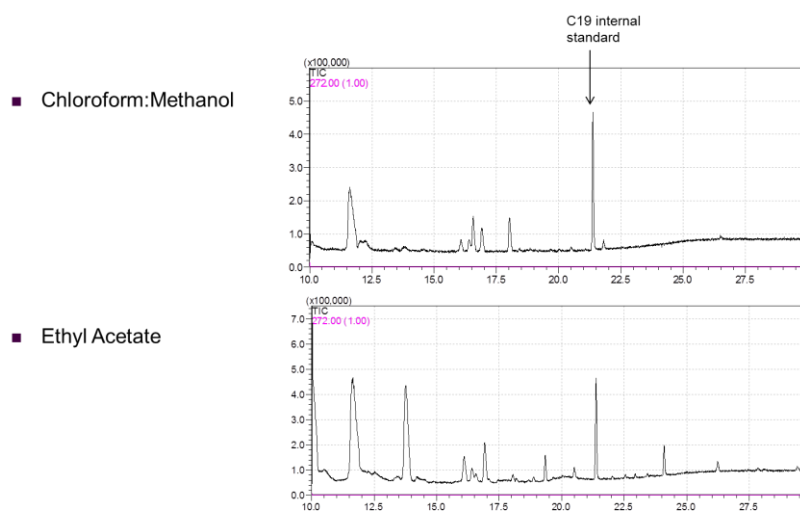 C19 internal
standard
Chloroform:Methanol
(x100,000)
TIC
272.00 (1.00)
5.0
4.0
3.0
2.0
1.0
0.0
10.0 12.5 15.0 17.5 20.0 22.5 25.0 27.5
Ethyl Acetate
(x100,000)
TIC
272.00 (1.00)
7.0
6.0
5.0
4.0
3.0
2.0
1.0
0.0
10.0 12.5 15.0 17.5 20.0 22.5 25.0 27.5